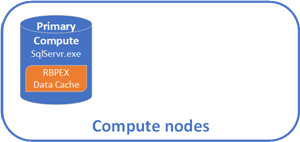 Primary
Compute
SqlServr.exe
RBPEX
Data Cache
Compute nodes